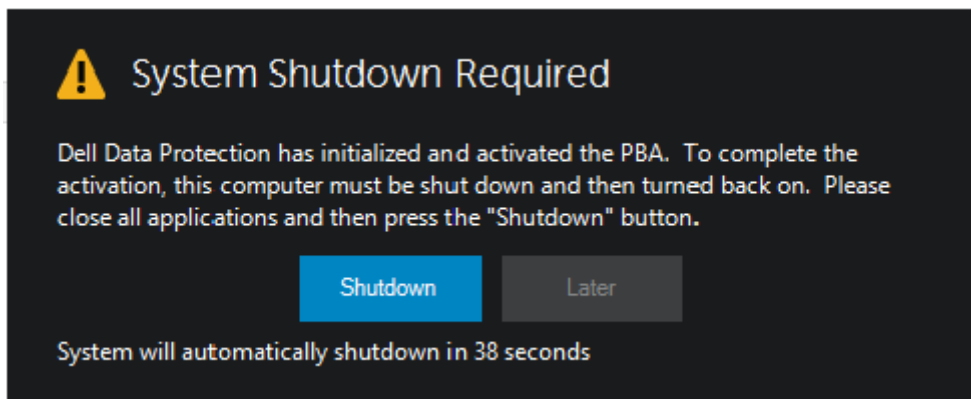 System Shutdown Required
Dell Data Protection has initialized and activated the PBA.  To complete the
activation, this computer must be shut down and then turned back on.  Please
close all applications and then press the "Shutdown" button.
Shutdown
Later
System will automatically shutdown in 38 seconds